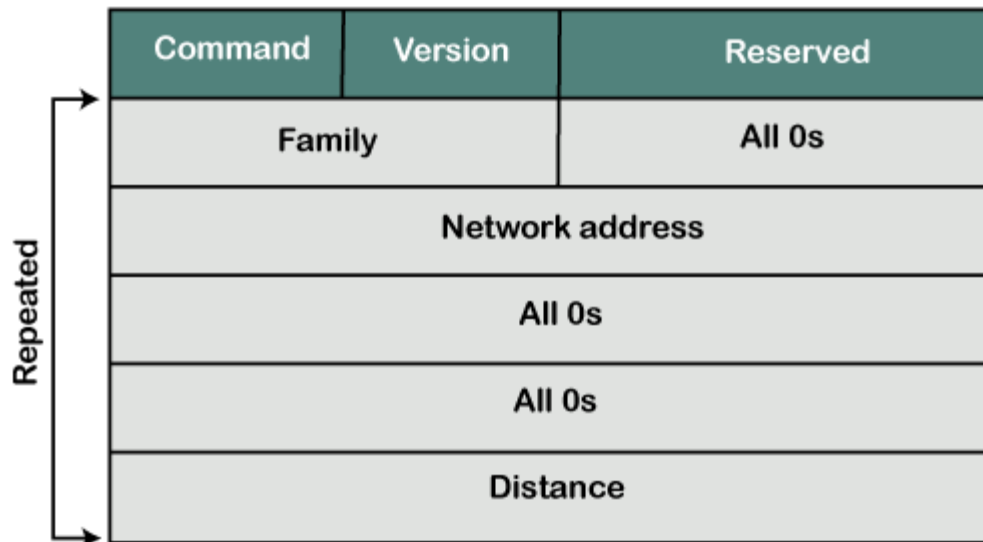 Command Version Reserved
Family All 0s
Network address
All 0s
All 0s
Distance
Repeated